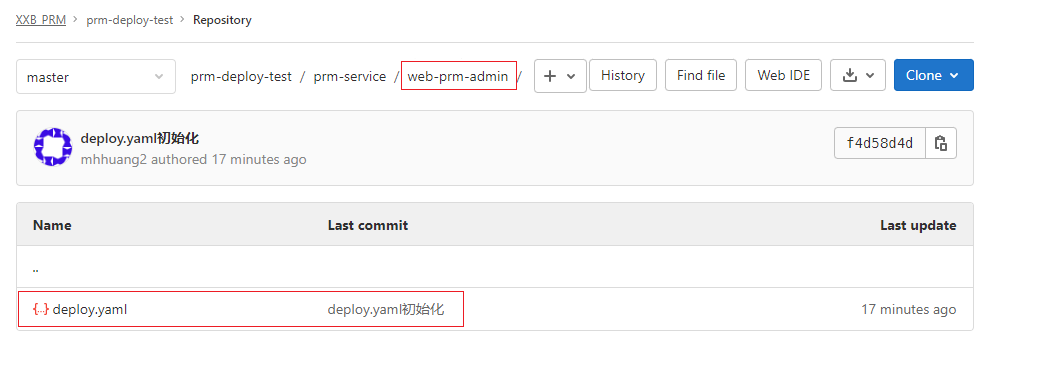 XXB_PRM > prm-deploy-test > Repository
master prm-deploy-test / prm-service / web-prm-admin / + History Find file Web IDE Clone
deploy.yaml初始化
mhhuang2 authored 17 minutes ago
f4d58d4d
Name Last commit Last update
..
{..} deploy.yaml deploy.yaml初始化 17 minutes ago